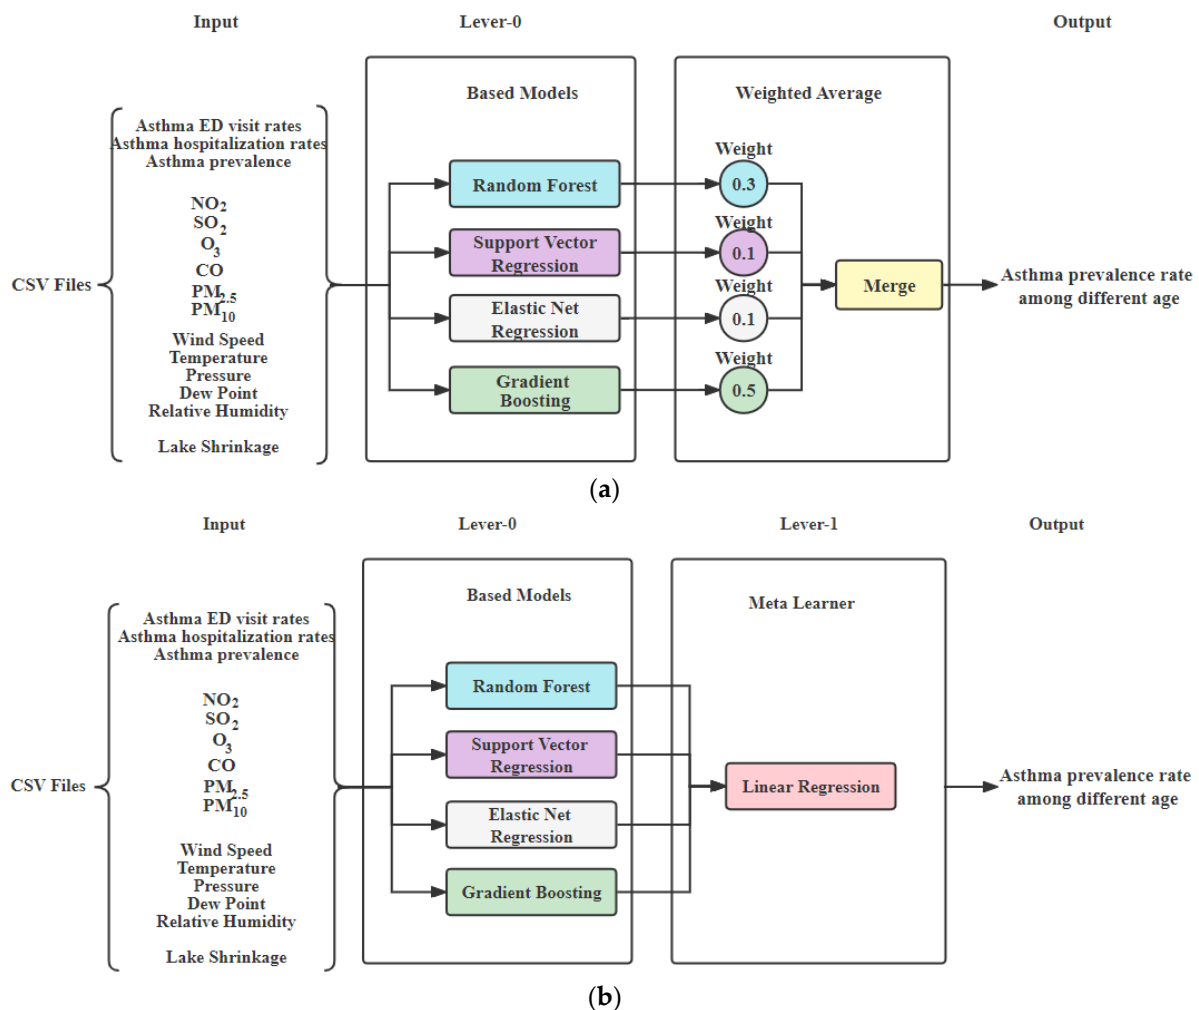 Input
Lever-0
Output
Based Models
Weighted Average
Asthma ED visit rates
Asthma hospitalization rates
Asthma prevalence
NO2
SO2
O3
CO
PM2.5
PM10
Wind Speed
Temperature
Pressure
Dew Point
Relative Humidity
Lake Shrinkage
CSV Files
Random Forest
Support Vector
Regression
Elastic Net
Regression
Gradient
Boosting
Weight
0.3
Weight
0.1
Weight
0.1
Weight
0.5
Merge
Asthma prevalence rate
among different age
(a)
Input
Lever-0
Lever-1
Output
Based Models
Meta Learner
Asthma ED visit rates
Asthma hospitalization rates
Asthma prevalence
NO2
SO2
O3
CO
PM2.5
PM10
Wind Speed
Temperature
Pressure
Dew Point
Relative Humidity
Lake Shrinkage
CSV Files
Random Forest
Support Vector
Regression
Elastic Net
Regression
Gradient Boosting
Linear Regression
Asthma prevalence rate
among different age
(b)